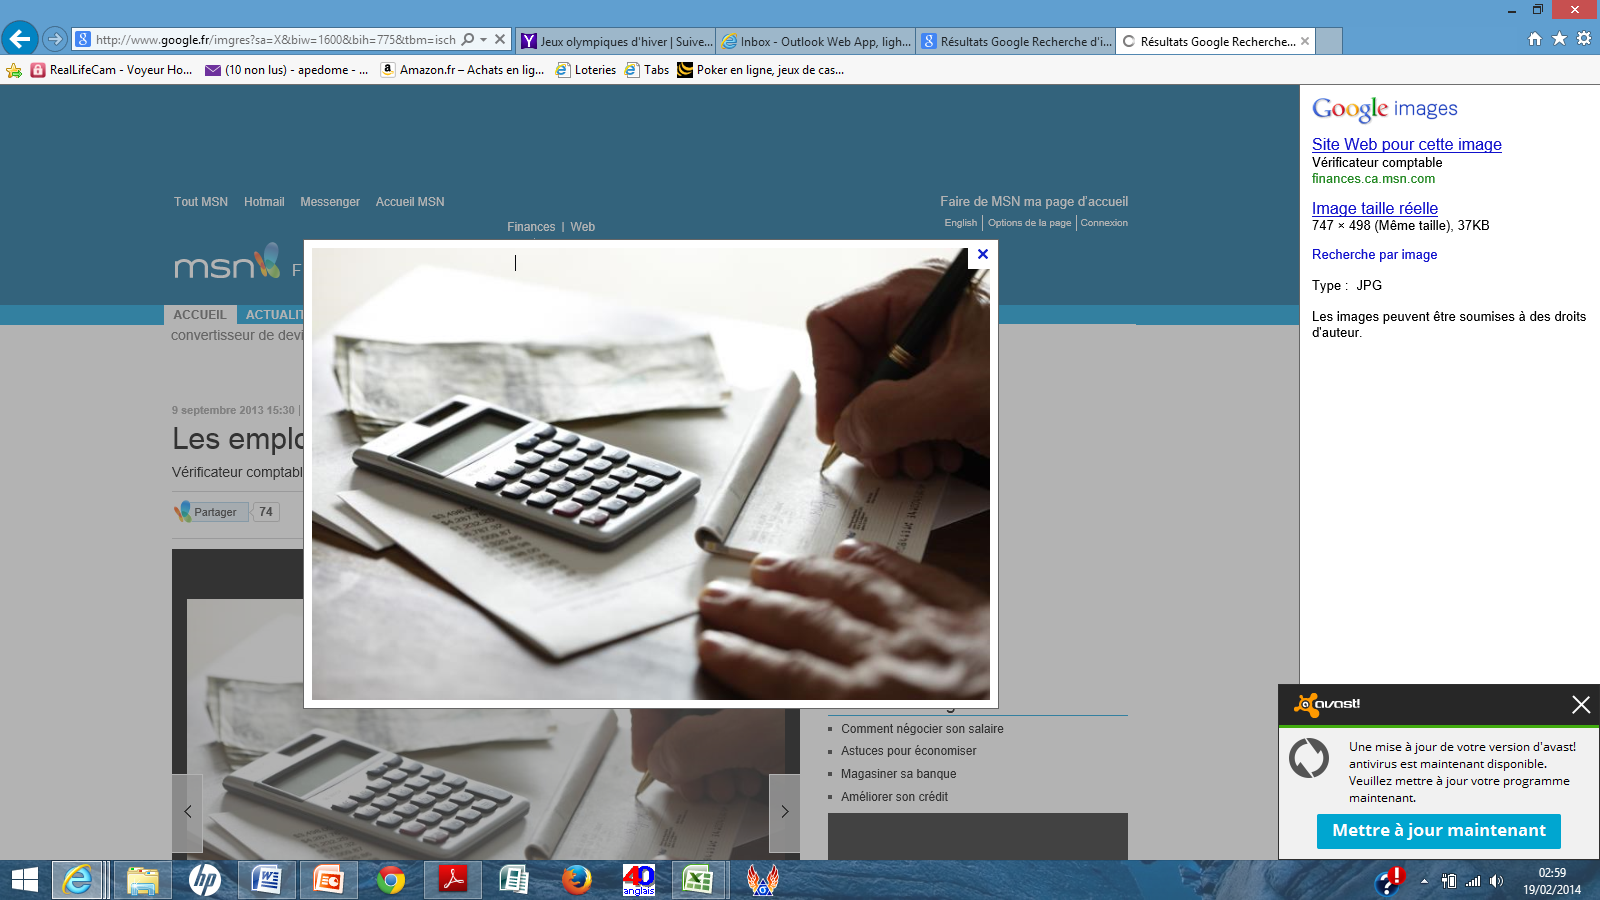 http://www.google.fr/imgres?sa=X&biw=1600&bih=775&tbm=isch
Jeux olympiques d'hiver | Suive...
Inbox - Outlook Web App, ligh...
Résultats Google Recherche d'i...
Résultats Google Recherche...
RealLifeCam - Voyeur Ho...
(10 non lus) - apedome - ...
Amazon.fr – Achats en lig...
Loteries
Tabs
Poker en ligne, jeux de cas...
Google images
Site Web pour cette image
Vérificateur comptable
finances.ca.msn.com
Image taille réelle
747 × 498 (Même taille), 37KB
Recherche par image
Type : JPG
Les images peuvent être soumises à des droits
d'auteur.
Tout MSN Hotmail Messenger Accueil MSN
Faire de MSN ma page d'accueil
English | Options de la page | Connexion
Finances | Web
msn F
ACCUEIL ACTUALIT
convertisseur de devi
9 septembre 2013 15:30 |
Les emplo
Vérificateur comptabl
Partager 74
Comment négocier son salaire
Astuces pour économiser
Magasiner sa banque
Améliorer son crédit
avast!
Une mise à jour de votre version d'avast!
antivirus est maintenant disponible.
Veuillez mettre à jour votre programme
maintenant.
Mettre à jour maintenant
hp
40
anglais
02:59
19/02/2014